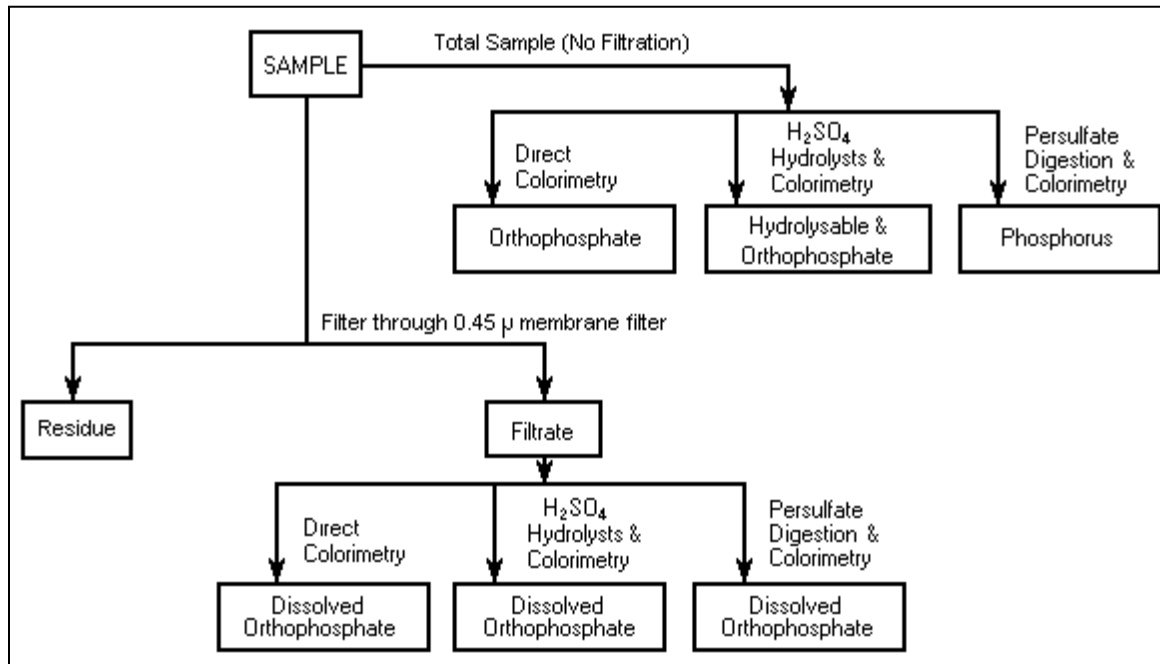 Total Sample (No Filtration)
SAMPLE
Direct
Colorimetry
H₂SO₄
Hydrolysts &
Colorimetry
Persulfate
Digestion &
Colorimetry
Orthophosphate
Hydrolysable &
Orthophosphate
Phosphorus
Filter through 0.45 µ membrane filter
Residue
Filtrate
Direct
Colorimetry
H₂SO₄
Hydrolysts &
Colorimetry
Persulfate
Digestion &
Colorimetry
Dissolved
Orthophosphate
Dissolved
Orthophosphate
Dissolved
Orthophosphate